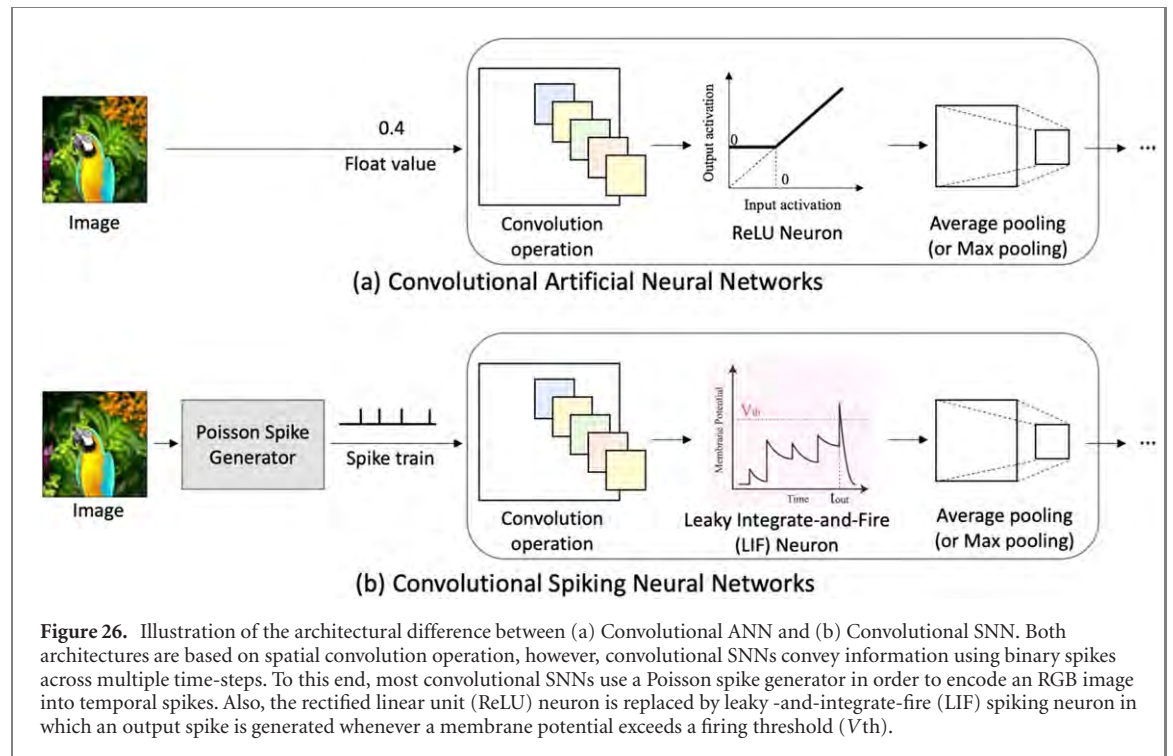 0.4
Float value
Image
Convolution
operation
Output activation
0
0
Input activation
ReLU Neuron
Average pooling
(or Max pooling)
...
(a) Convolutional Artificial Neural Networks
Image
Poisson Spike
Generator
Spike train
Convolution
operation
Membrane Potential
Vth
Time
tout
Leaky Integrate-and-Fire
(LIF) Neuron
Average pooling
(or Max pooling)
...
(b) Convolutional Spiking Neural Networks
Figure 26. Illustration of the architectural difference between (a) Convolutional ANN and (b) Convolutional SNN. Both
architectures are based on spatial convolution operation, however, convolutional SNNs convey information using binary spikes
across multiple time-steps. To this end, most convolutional SNNs use a Poisson spike generator in order to encode an RGB image
into temporal spikes. Also, the rectified linear unit (ReLU) neuron is replaced by leaky -and-integrate-fire (LIF) spiking neuron in
which an output spike is generated whenever a membrane potential exceeds a firing threshold (Vth).